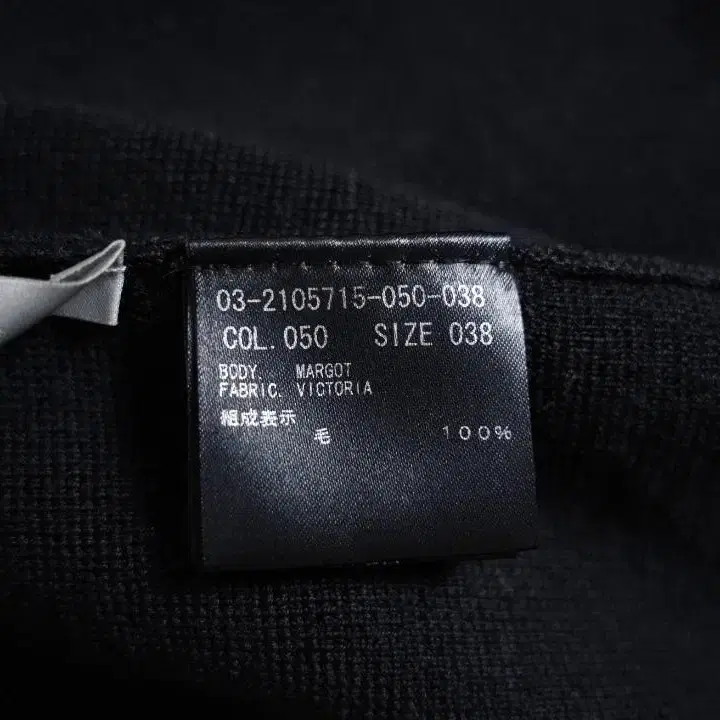 03-2105715-050-038
COL.050 SIZE 038
BODY. MARGOT
FABRIC. VICTORIA
組成表示
毛 100%